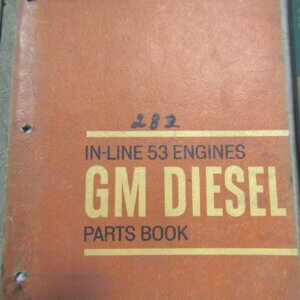 282
IN-LINE 53 ENGINES
GM DIESEL
PARTS BOOK